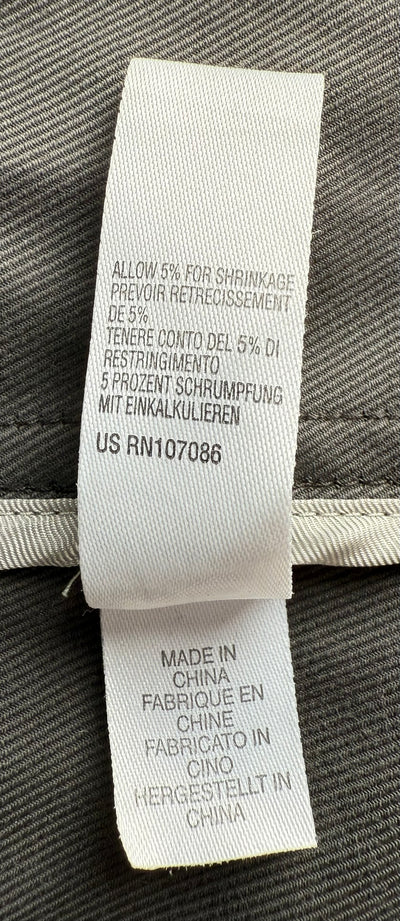 ALLOW 5% FOR SHRINKAGE
PREVOIR RETRECISSEMENT
DE 5%
TENERE CONTO DEL 5% DI
RESTRINGIMENTO
5 PROZENT SCHRUMPFUNG
MIT EINKALKULIEREN
US RN107086
MADE IN
CHINA
FABRIQUE EN
CHINE
FABRICATO IN
CINO
HERGESTELLT IN
CHINA